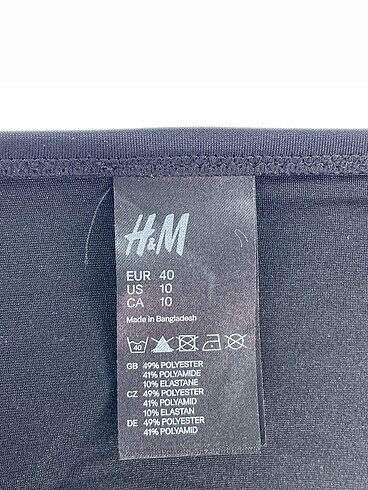 H&M
EUR 40
US 10
CA 10
Made in Bangladesh
40
GB 49% POLYESTER
41% POLYAMIDE
10% ELASTANE
CZ 49% POLYESTER
41% POLYAMID
10% ELASTAN
DE 49% POLYESTER
41% POLYAMID